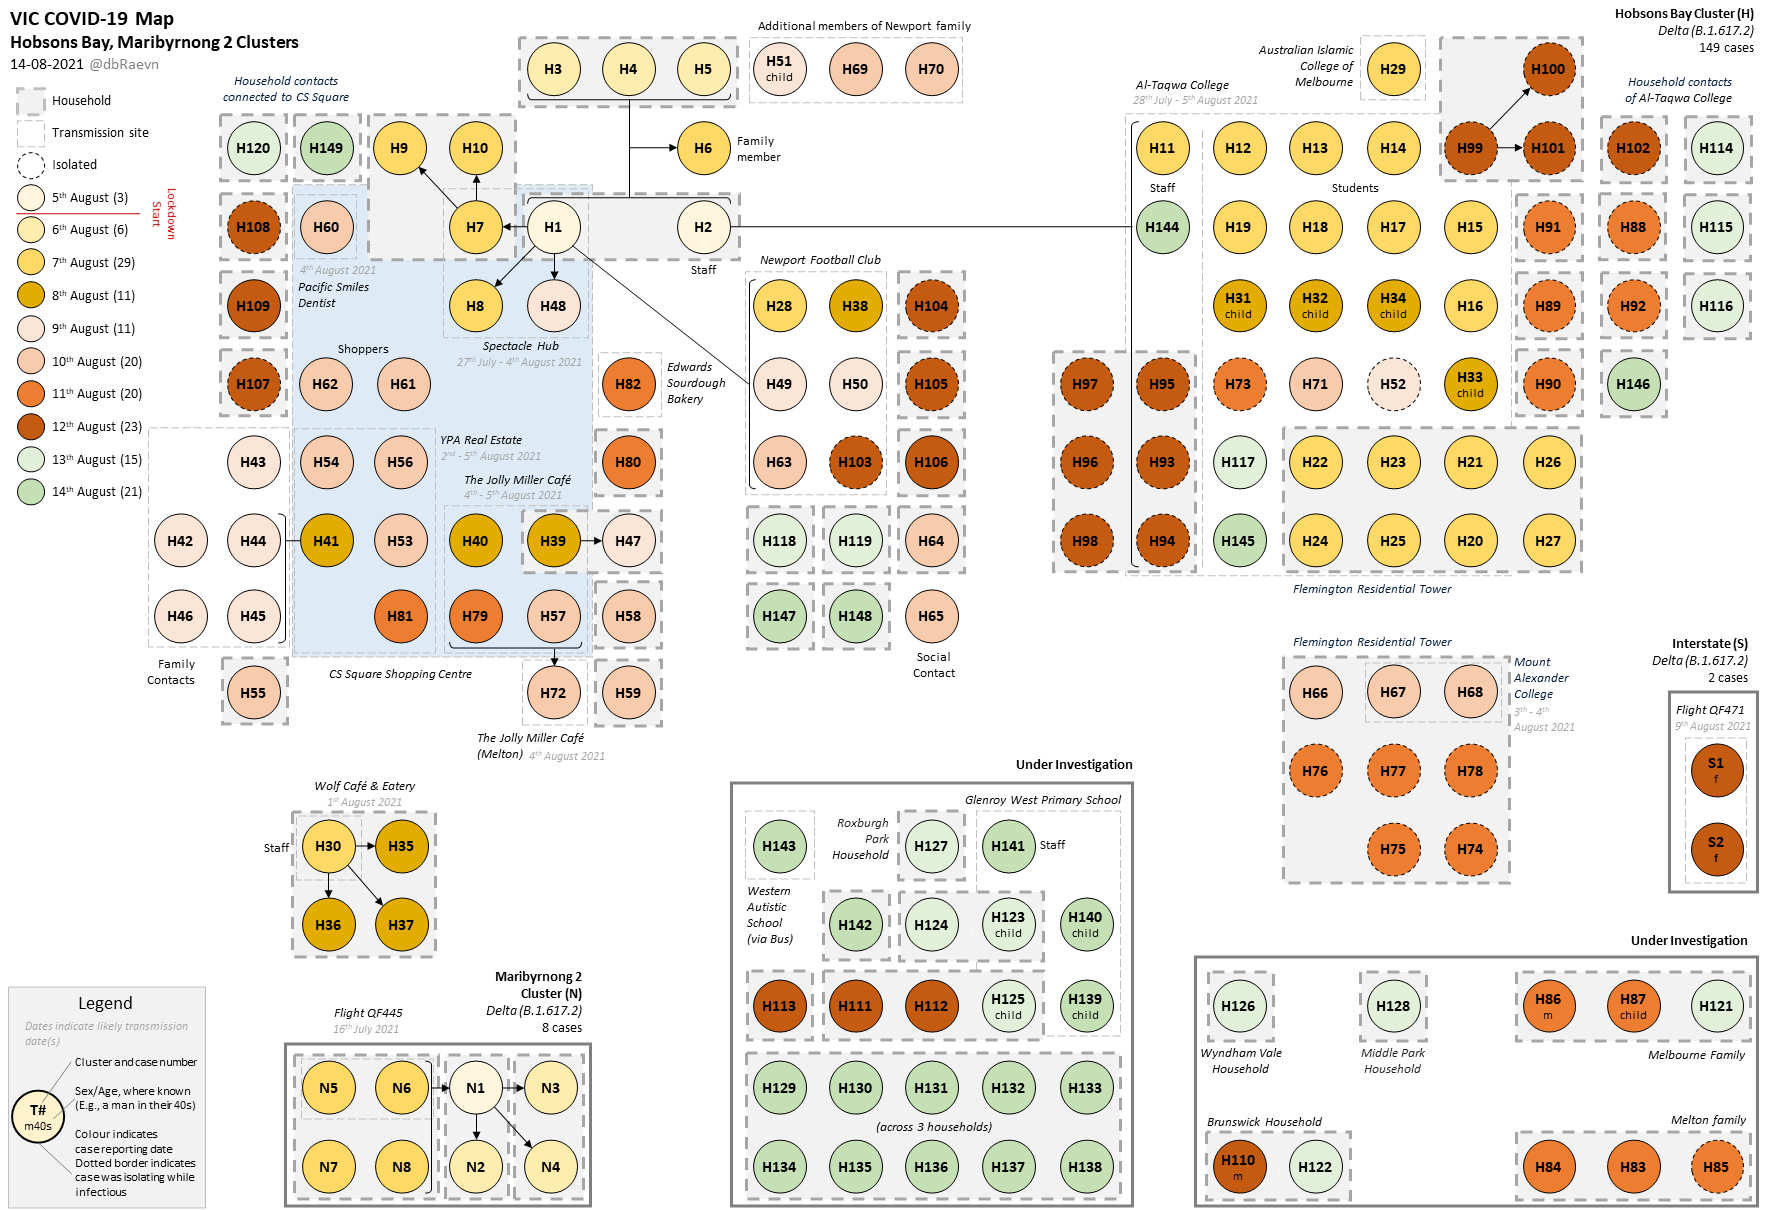 VIC COVID-19 Map
Hobsons Bay, Maribyrnong 2 Clusters
14-08-2021 @dbRaevn
Household
Transmission site
Isolated
5th August (3)
Lockdown Start
6th August (6)
7th August (29)
8th August (11)
9th August (11)
10th August (20)
11th August (20)
12th August (23)
13th August (15)
14th August (21)
Household contacts
connected to CS Square
H120
H149
H9
H10
H108
H60
H7
H1
H2
Staff
4th August 2021
Pacific Smiles
Dentist
H109
H8
H48
Spectacle Hub
27th July - 4th August 2021
Shoppers
H107
H62
H61
H82
Edwards
Sourdough
Bakery
H43
H54
H56
YPA Real Estate
2nd - 5th August 2021
The Jolly Miller Café
4th - 5th August 2021
H80
H42
H44
H41
H53
H40
H39
H47
H46
H45
H81
H79
H57
H58
Family
Contacts
H55
CS Square Shopping Centre
H72
H59
The Jolly Miller Café
(Melton) 4th August 2021
H3
H4
H5
Additional members of Newport family
H51
child
H69
H70
H6
Family
member
Newport Football Club
H28
H38
H104
H49
H50
H105
H63
H103
H106
H118
H119
H64
H147
H148
H65
Social
Contact
Hobsons Bay Cluster (H)
Delta (B.1.617.2)
149 cases
Australian Islamic
College of
Melbourne
H29
H100
Al-Taqwa College
28th July - 5th August 2021
Household contacts
of Al-Taqwa College
H11
Staff
H12
H13
H14
H99
H101
H102
H114
Students
H144
H19
H18
H17
H15
H91
H88
H115
H31
child
H32
child
H34
child
H16
H89
H92
H116
H97
H95
H73
H71
H52
H33
child
H90
H146
H96
H93
H117
H22
H23
H21
H26
H98
H94
H145
H24
H25
H20
H27
Flemington Residential Tower
Flemington Residential Tower
H66
H67
H68
Mount
Alexander
College
3rd - 4th
August 2021
H76
H77
H78
H75
H74
Interstate (S)
Delta (B.1.617.2)
2 cases
Flight QF471
9th August 2021
S1
f
S2
f
Wolf Café & Eatery
1st August 2021
Staff
H30
H35
H36
H37
Legend
Dates indicate likely transmission
date(s)
Cluster and case number
Sex/Age, where known
(E.g., a man in their 40s)
T#
m40s
Colour indicates
case reporting date
Dotted border indicates
case was isolating while
infectious
Maribyrnong 2
Cluster (N)
Delta (B.1.617.2)
8 cases
Flight QF445
16th July 2021
N5
N6
N1
N3
N7
N8
N2
N4
Under Investigation
Glenroy West Primary School
H143
Roxburgh
Park
Household
H127
H141
Staff
Western
Autistic
School
(via Bus)
H142
H124
H123
child
H140
child
H113
H111
H112
H125
child
H139
child
H129
H130
H131
H132
H133
(across 3 households)
H134
H135
H136
H137
H138
Under Investigation
H126
Wyndham Vale
Household
H128
Middle Park
Household
H86
m
H87
child
H121
Melbourne Family
Brunswick Household
H110
m
H122
Melton family
H84
H83
H85